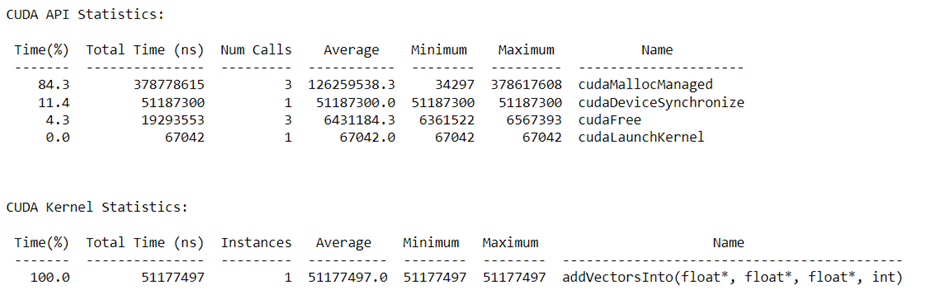 CUDA API Statistics:
Time(%) Total Time (ns) Num Calls Average Minimum Maximum Name
------- --------------- --------- ----------- -------- --------- --------------------
84.3 378778615 3 126259538.3 34297 378617608 cudaMallocManaged
11.4 51187300 1 51187300.0 51187300 51187300 cudaDeviceSynchronize
4.3 19293553 3 6431184.3 6361522 6567393 cudaFree
0.0 67042 1 67042.0 67042 67042 cudaLaunchKernel
CUDA Kernel Statistics:
Time(%) Total Time (ns) Instances Average Minimum Maximum Name
------- --------------- --------- ---------- -------- -------- -------------------------------------------
100.0 51177497 1 51177497.0 51177497 51177497 addVectorsInto(float*, float*, float*, int)